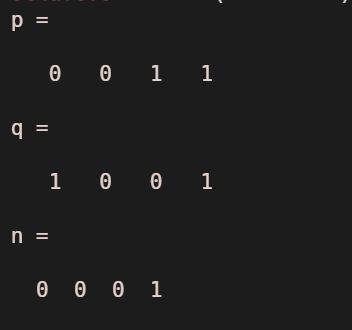 p =
0 0 1 1
q =
1 0 0 1
n =
0 0 0 1